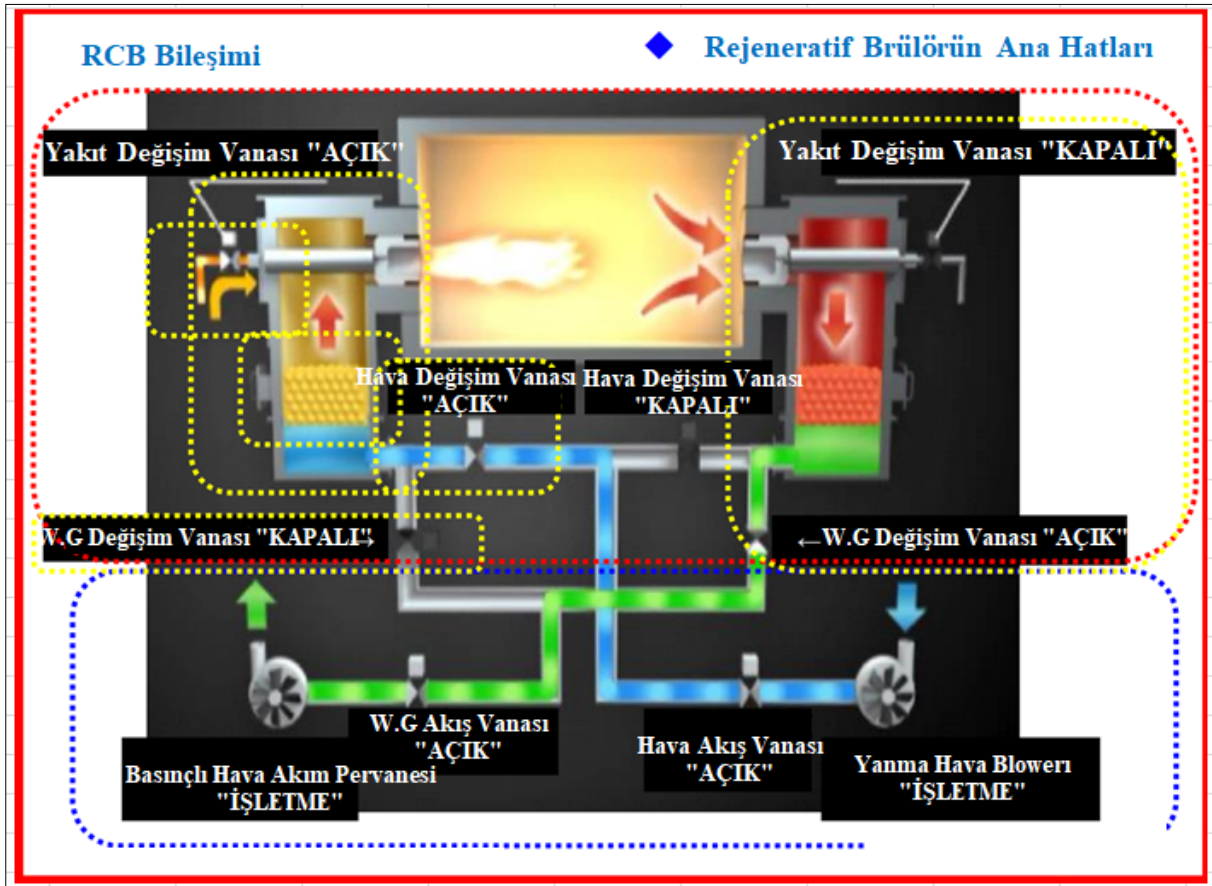 RCB Bileşimi
◆ Rejeneratif Brülörün Ana Hatları
Yakıt Değişim Vanası "AÇIK"
Yakıt Değişim Vanası "KAPALI"
Hava Değişim Vanası
"AÇIK"
Hava Değişim Vanası
"KAPALI"
W.G Değişim Vanası "KAPALI"→
←W.G Değişim Vanası "AÇIK"
W.G Akış Vanası
"AÇIK"
Hava Akış Vanası
"AÇIK"
Basınçlı Hava Akım Pervanesi
"İŞLETME"
Yanma Hava Blowerı
"İŞLETME"